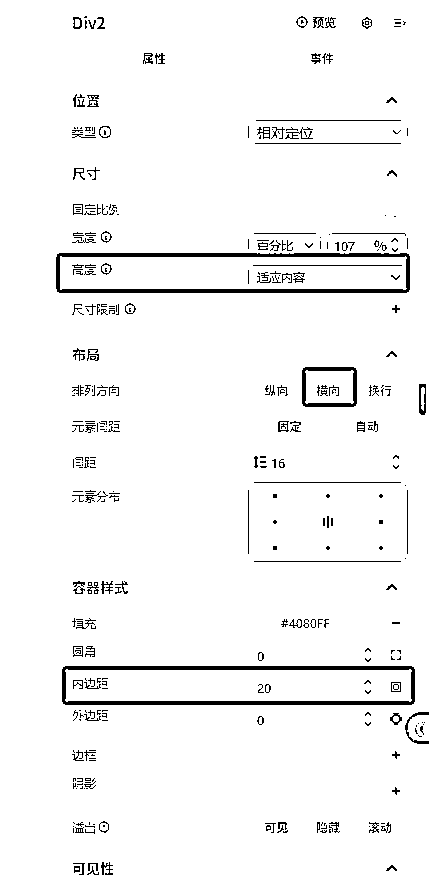 Div2 预览
属性 事件
位置
类型 相对定位
尺寸
固定比例
宽度 百分比 107 %
高度 适应内容
尺寸限制 +
布局
排列方向 纵向 横向 换行
元素间距 固定 自动
间距 16
元素分布
容器样式
填充 #4080FF
圆角 0
内边距 20
外边距 0
边框 +
阴影 +
溢出 可见 隐藏 滚动
可见性